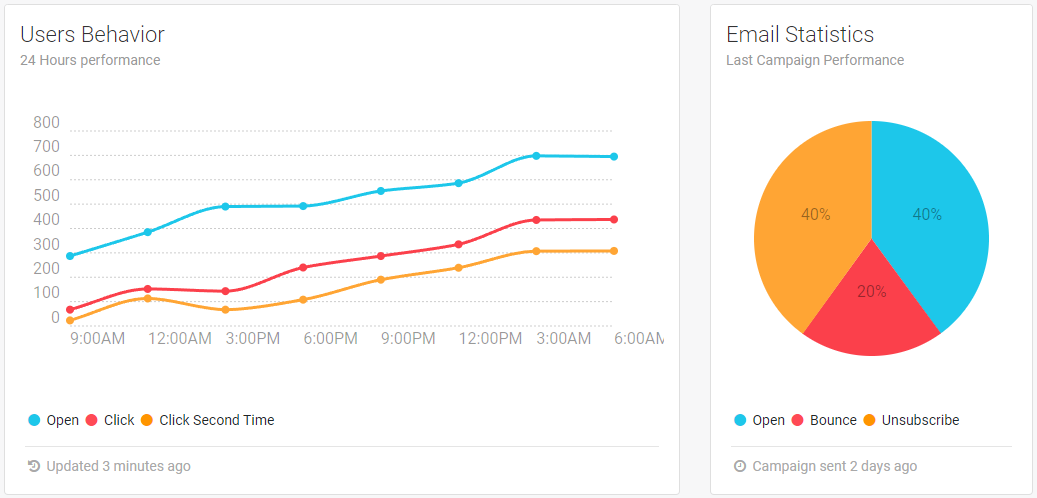 Users Behavior
24 Hours performance
800
700
600
500
400
300
200
100
0
9:00AM 12:00AM 3:00PM 6:00PM 9:00PM 12:00PM 3:00AM 6:00AM
Open Click Click Second Time
Updated 3 minutes ago
Email Statistics
Last Campaign Performance
40% 40%
20%
Open Bounce Unsubscribe
Campaign sent 2 days ago